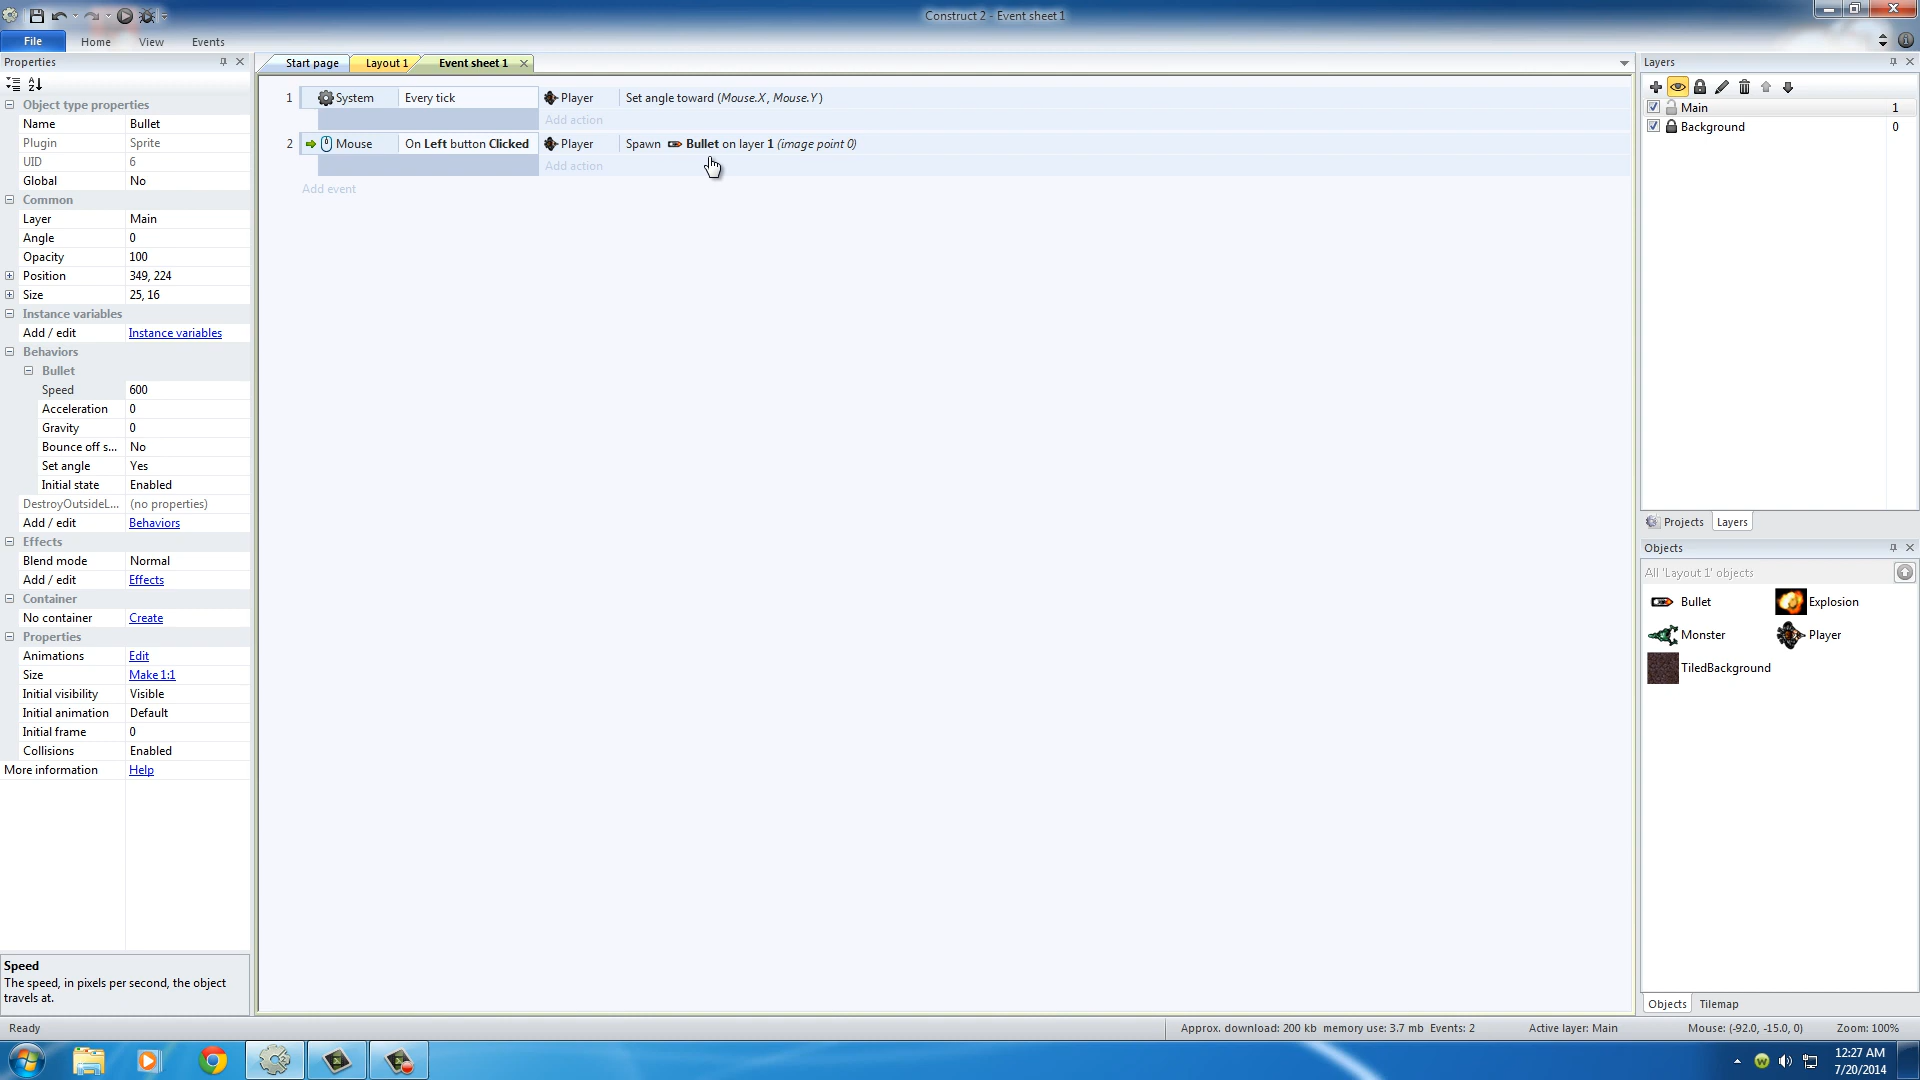 Construct 2 - Event sheet 1
File
Home
View
Events
Properties
Object type properties
Name Bullet
Plugin Sprite
UID 6
Global No
Common
Layer Main
Angle 0
Opacity 100
Position 349, 224
Size 25, 16
Instance variables
Add / edit Instance variables
Behaviors
Bullet
Speed 600
Acceleration 0
Gravity 0
Bounce off s... No
Set angle Yes
Initial state Enabled
DestroyOutsideL... (no properties)
Add / edit Behaviors
Effects
Blend mode Normal
Add / edit Effects
Container
No container Create
Properties
Animations Edit
Size Make 1:1
Initial visibility Visible
Initial animation Default
Initial frame 0
Collisions Enabled
More information Help
Speed
The speed, in pixels per second, the object
travels at.
Start page
Layout 1
Event sheet 1
1 System Every tick Player Set angle toward (Mouse.X, Mouse.Y)
Add action
2 Mouse On Left button Clicked Player Spawn Bullet on layer 1 (image point 0)
Add action
Add event
Layers
Main 1
Background 0
Projects
Layers
Objects
All 'Layout 1' objects
Bullet
Explosion
Monster
Player
TiledBackground
Objects
Tilemap
Ready
Approx. download: 200 kb memory use: 3.7 mb Events: 2
Active layer: Main
Mouse: (-92.0, -15.0, 0)
Zoom: 100%
12:27 AM
7/20/2014